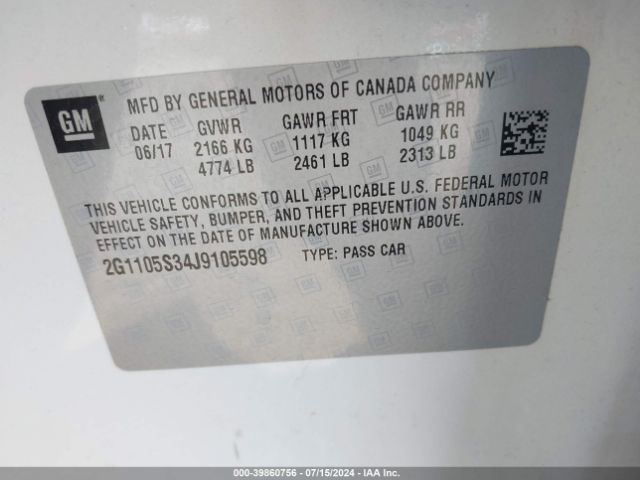 GM
MFD BY GENERAL MOTORS OF CANADA COMPANY
DATE GVWR GAWR FRT GAWR RR
06/17 2166 KG 1117 KG 1049 KG
4774 LB 2461 LB 2313 LB
THIS VEHICLE CONFORMS TO ALL APPLICABLE U.S. FEDERAL MOTOR
VEHICLE SAFETY, BUMPER, AND THEFT PREVENTION STANDARDS IN
EFFECT ON THE DATE OF MANUFACTURE SHOWN ABOVE.
2G1105S34J9105598 TYPE: PASS CAR
000-39860756 | 07/15/2024 | IAA Inc.